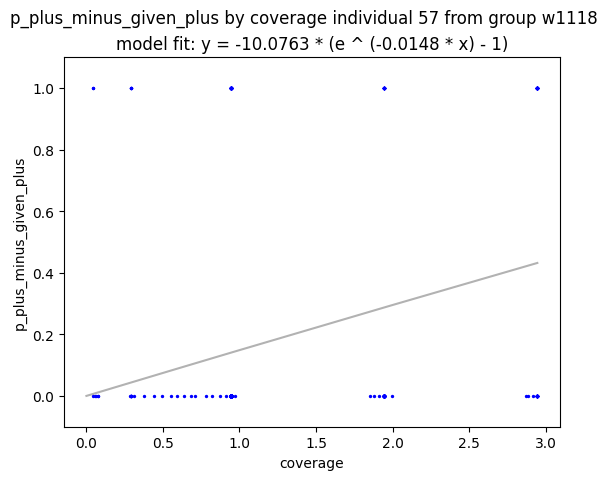 p_plus_minus_given_plus by coverage individual 57 from group w1118
model fit: y = -10.0763 * (e ^ (-0.0148 * x) - 1)
1.0
0.8
0.6
0.4
0.2
0.0
p_plus_minus_given_plus
0.0 0.5 1.0 1.5 2.0 2.5 3.0
coverage